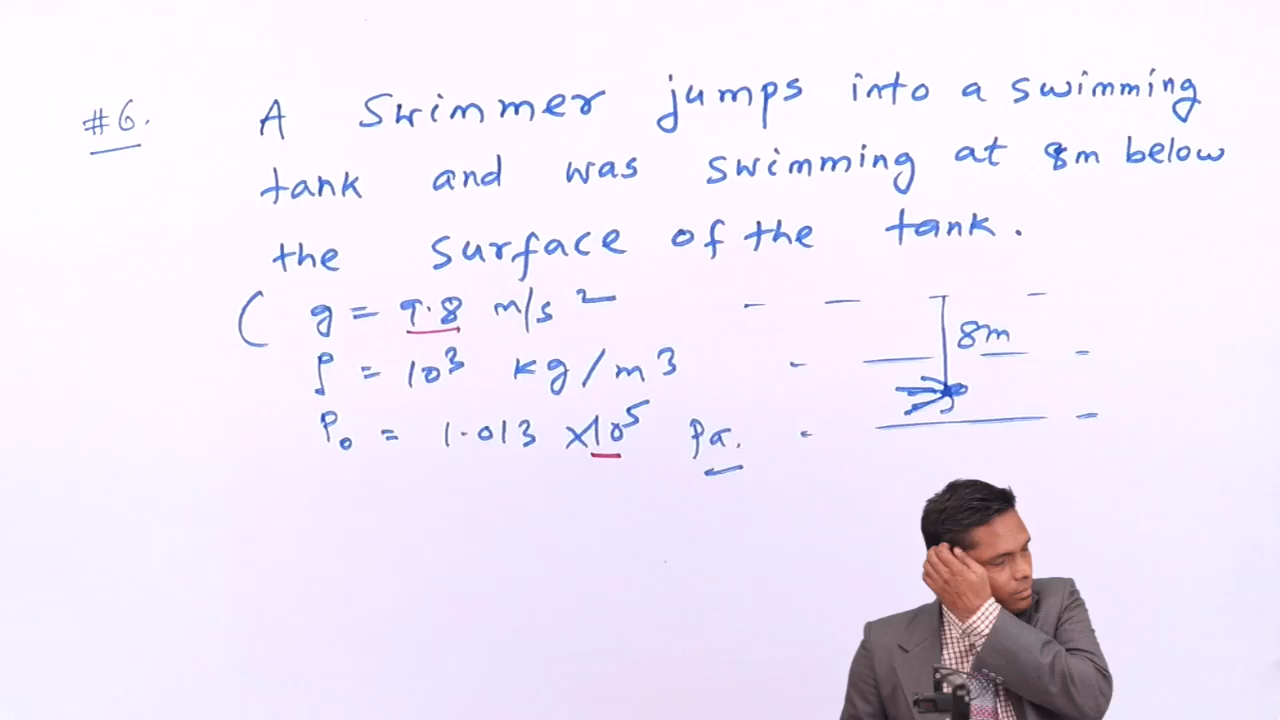 #6. A Swimmer jumps into a swimming
tank and was swimming at 8m below
the surface of the tank.
( g = 9.8 m/s²
ρ = 10³ kg/m3
8m
P₀ = 1.013 ×10⁵ Pa.